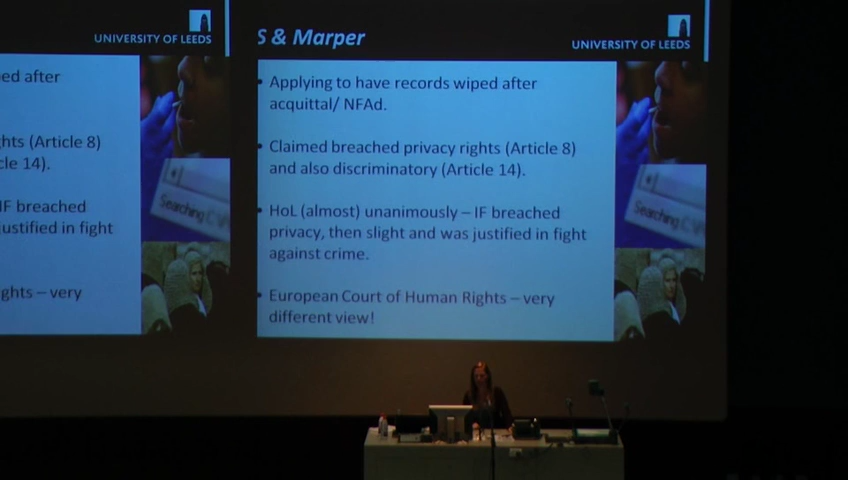 UNIVERSITY OF LEEDS
ed after
hts (Article 8)
cle 14).
IF breached
ustified in fight
ghts – very
Searching
S & Marper
UNIVERSITY OF LEEDS
• Applying to have records wiped after
acquittal/ NFAd.
• Claimed breached privacy rights (Article 8)
and also discriminatory (Article 14).
• HoL (almost) unanimously – IF breached
privacy, then slight and was justified in fight
against crime.
• European Court of Human Rights – very
different view!
Searching